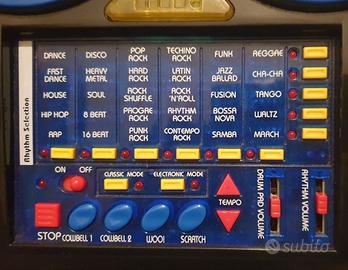 DANCE DISCO POP ROCK TECHNO ROCK FUNK REGGAE
FAST DANCE HEAVY METAL HARD ROCK LATIN ROCK JAZZ BALLAD CHA-CHA
HOUSE SOUL ROCK SHUFFLE ROCK 'N'ROLL FUSION TANGO
HIP HOP 8 BEAT PROGRE ROCK RHYTHM ROCK BOSSA NOVA WALTZ
RAP 16 BEAT PUNK ROCK CONTEMPO ROCK SAMBA MARCH
Rhythm Selection
ON OFF
CLASSIC MODE ELECTRONIC MODE
TEMPO
DRUM PAD VOLUME
RHYTHM VOLUME
STOP COWBELL 1 COWBELL 2 WOO! SCRATCH
subito